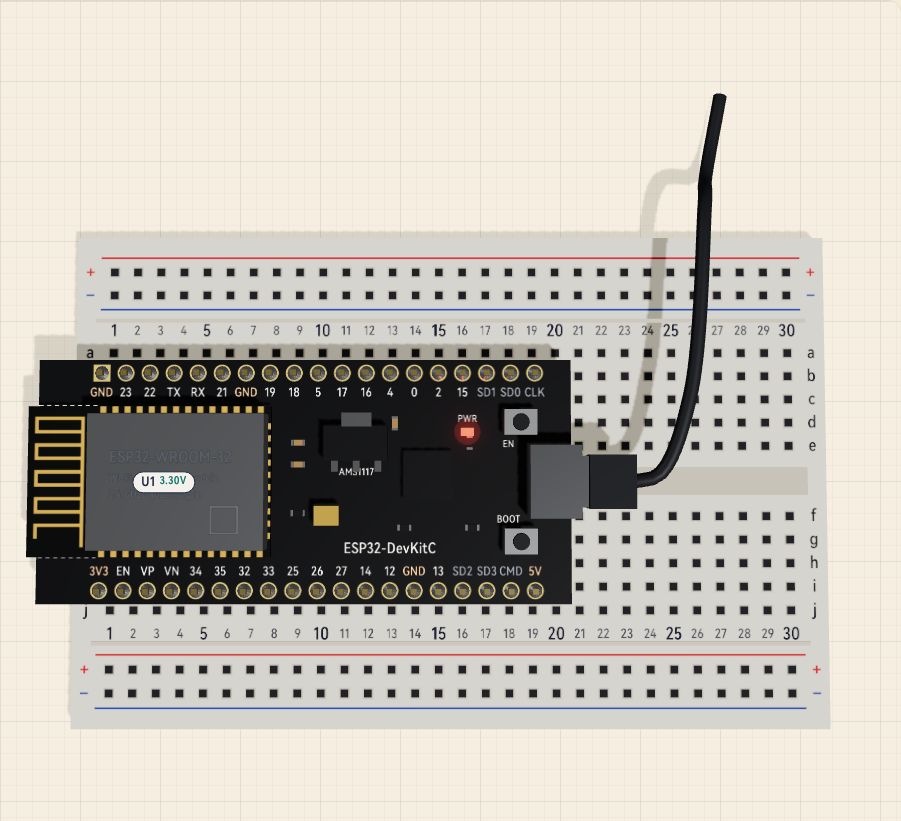 + +
− −
1 2 3 4 5 6 7 8 9 10 11 12 13 14 15 16 17 18 19 20 21 22 23 24 25 26 27 28 29 30
a a
b
c
d
e
GND 23 22 TX RX 21 GND 19 18 5 17 16 4 0 2 15 SD1 SD0 CLK
PWR
EN
ESP32-WROOM-32
U1 3.30V
AMS1117
BOOT
ESP32-DevKitC
f
g
h
i
3V3 EN VP VN 34 35 32 33 25 26 27 14 12 GND 13 SD2 SD3 CMD 5V
j j
1 2 3 4 5 6 7 8 9 10 11 12 13 14 15 16 17 18 19 20 21 22 23 24 25 26 27 28 29 30
+ +
− −